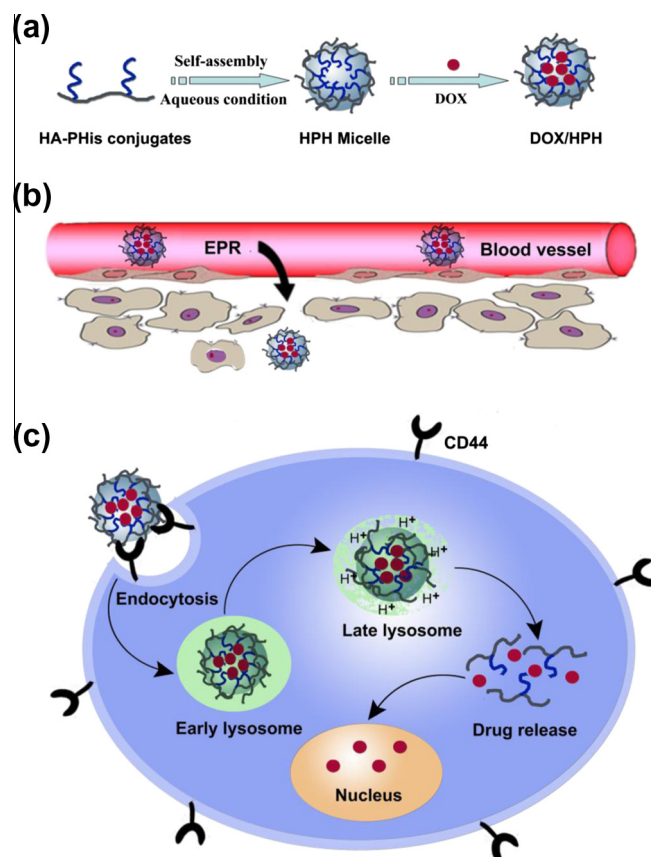 (a)
Self-assembly
Aqueous condition
DOX
HA-PHis conjugates
HPH Micelle
DOX/HPH
(b)
EPR
Blood vessel
(c)
CD44
Endocytosis
H+
H+
H+
H+
H+
H+
H+
Late lysosome
Early lysosome
Drug release
Nucleus